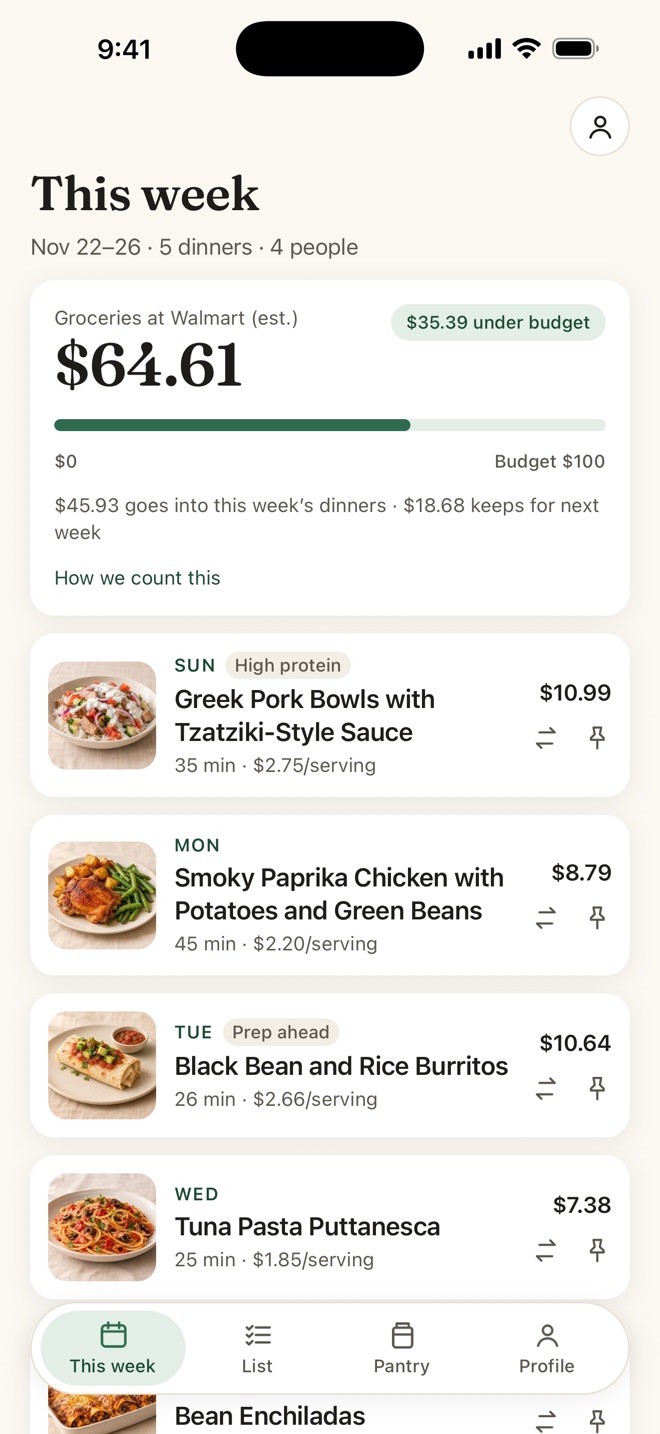 9:41
This week
Nov 22–26 · 5 dinners · 4 people
Groceries at Walmart (est.)
$35.39 under budget
$64.61
$0
Budget $100
$45.93 goes into this week’s dinners · $18.68 keeps for next
week
How we count this
SUN High protein
Greek Pork Bowls with
Tzatziki-Style Sauce
$10.99
35 min · $2.75/serving
MON
Smoky Paprika Chicken with
Potatoes and Green Beans
$8.79
45 min · $2.20/serving
TUE Prep ahead
Black Bean and Rice Burritos
$10.64
26 min · $2.66/serving
WED
Tuna Pasta Puttanesca
$7.38
25 min · $1.85/serving
This week
List
Pantry
Profile
Bean Enchiladas